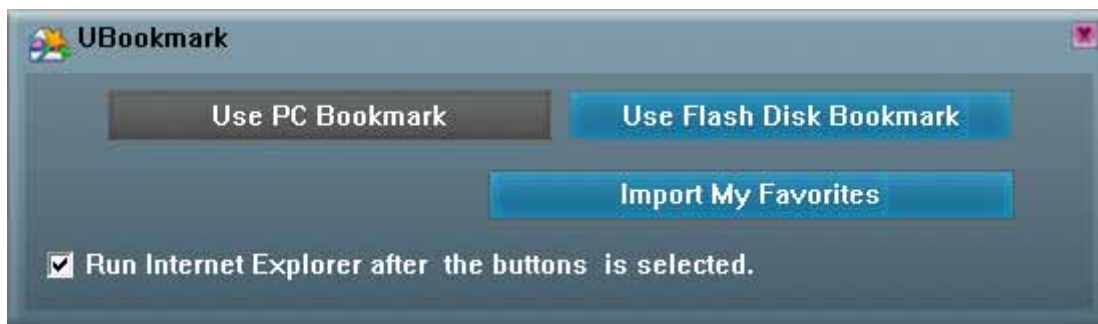 UBookmark
Use PC Bookmark
Use Flash Disk Bookmark
Import My Favorites
Run Internet Explorer after the buttons is selected.